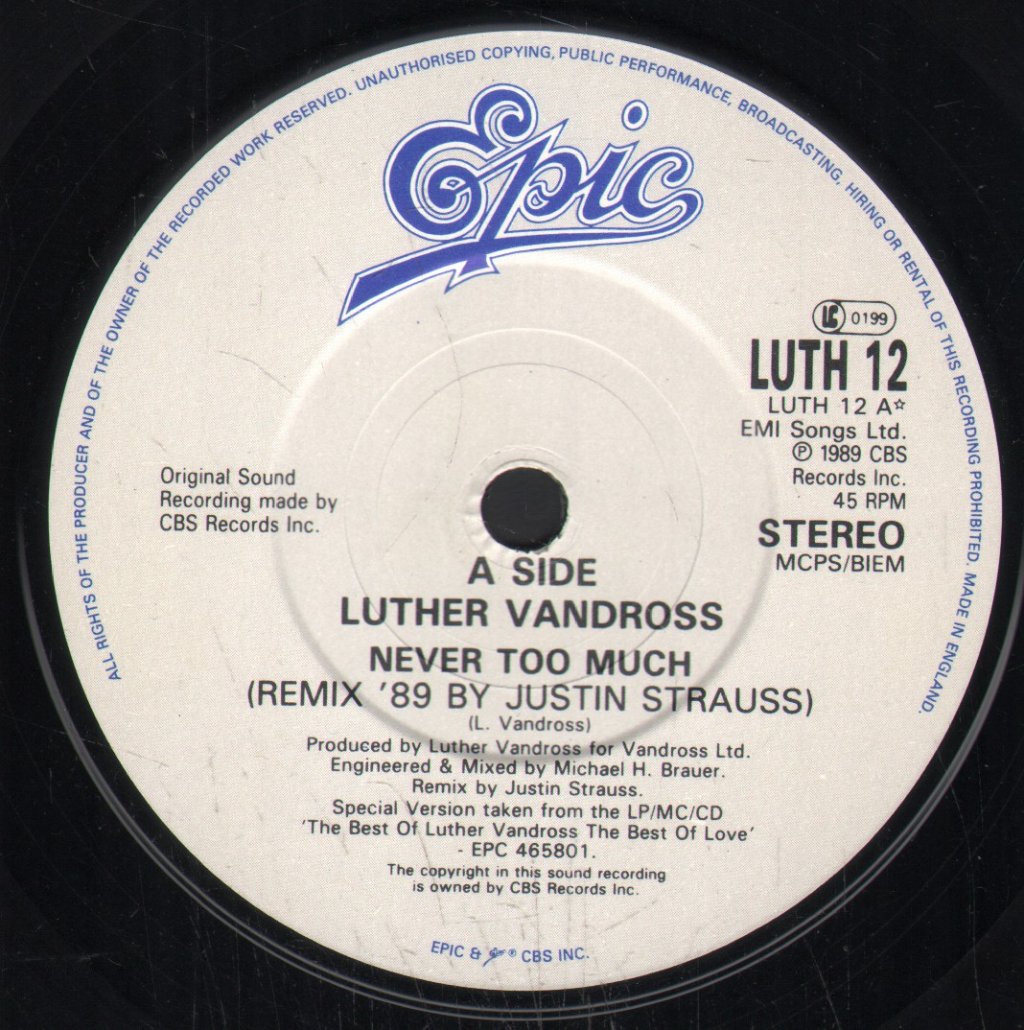 ALL RIGHTS OF THE PRODUCER AND OF THE OWNER OF THE RECORDED WORK RESERVED. UNAUTHORISED COPYING, PUBLIC PERFORMANCE, BROADCASTING, HIRING OR RENTAL OF THIS RECORDING PROHIBITED. MADE IN ENGLAND.
Epic
LC 0199
LUTH 12
LUTH 12 A☆
EMI Songs Ltd.
℗ 1989 CBS
Records Inc.
45 RPM
STEREO
MCPS/BIEM
Original Sound
Recording made by
CBS Records Inc.
A SIDE
LUTHER VANDROSS
NEVER TOO MUCH
(REMIX '89 BY JUSTIN STRAUSS)
(L. Vandross)
Produced by Luther Vandross for Vandross Ltd.
Engineered & Mixed by Michael H. Brauer.
Remix by Justin Strauss.
Special Version taken from the LP/MC/CD
'The Best Of Luther Vandross The Best Of Love'
- EPC 465801.
The copyright in this sound recording
is owned by CBS Records Inc.
EPIC & Epic ® CBS INC.